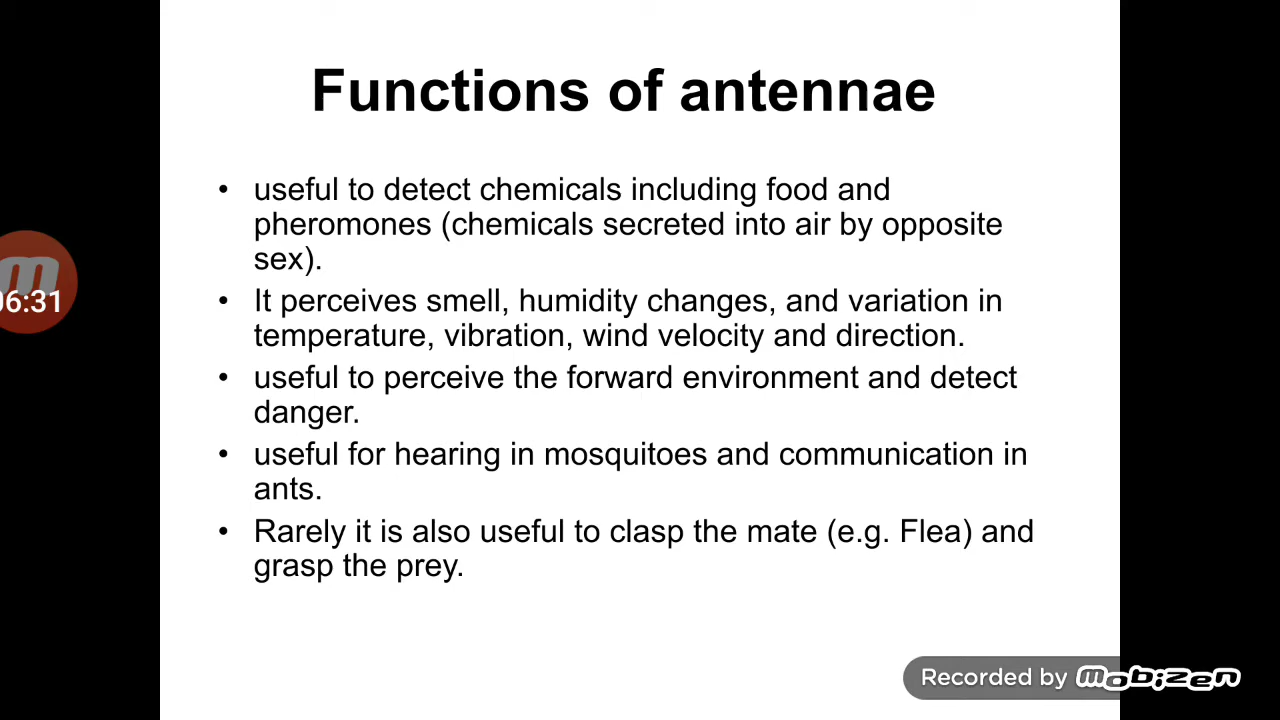 Functions of antennae
• useful to detect chemicals including food and
pheromones (chemicals secreted into air by opposite
sex).
• It perceives smell, humidity changes, and variation in
temperature, vibration, wind velocity and direction.
• useful to perceive the forward environment and detect
danger.
• useful for hearing in mosquitoes and communication in
ants.
• Rarely it is also useful to clasp the mate (e.g. Flea) and
grasp the prey.
m
06:31
Recorded by mobizen